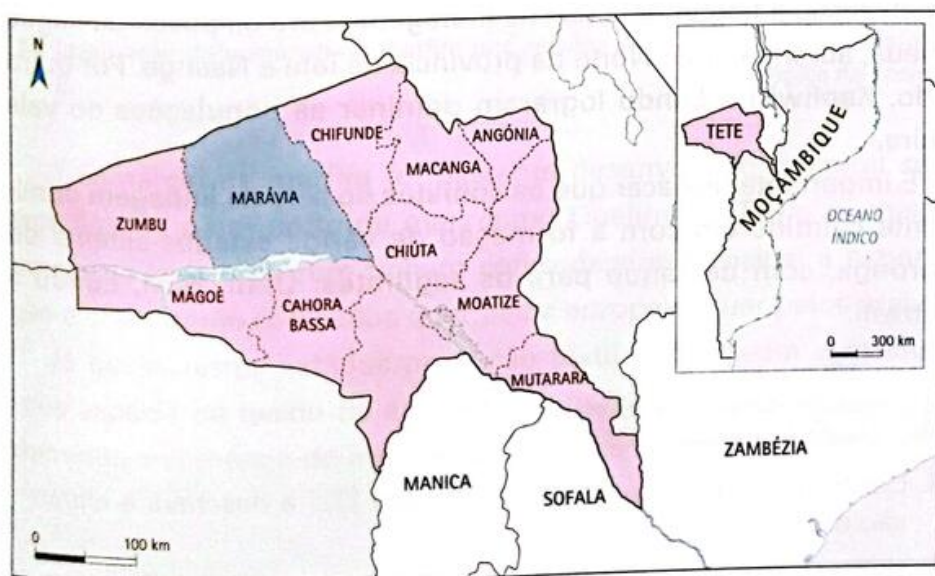 N
CHIFUNDE
ANGÓNIA
MACANGA
MARÁVIA
ZUMBU
CHIÚTA
MÁGOÈ
CAHORA
BASSA
MOATIZE
MUTARARA
MANICA
SOFALA
ZAMBÉZIA
0 100 km
TETE
MOÇAMBIQUE
OCEANO
ÍNDICO
0 300 km